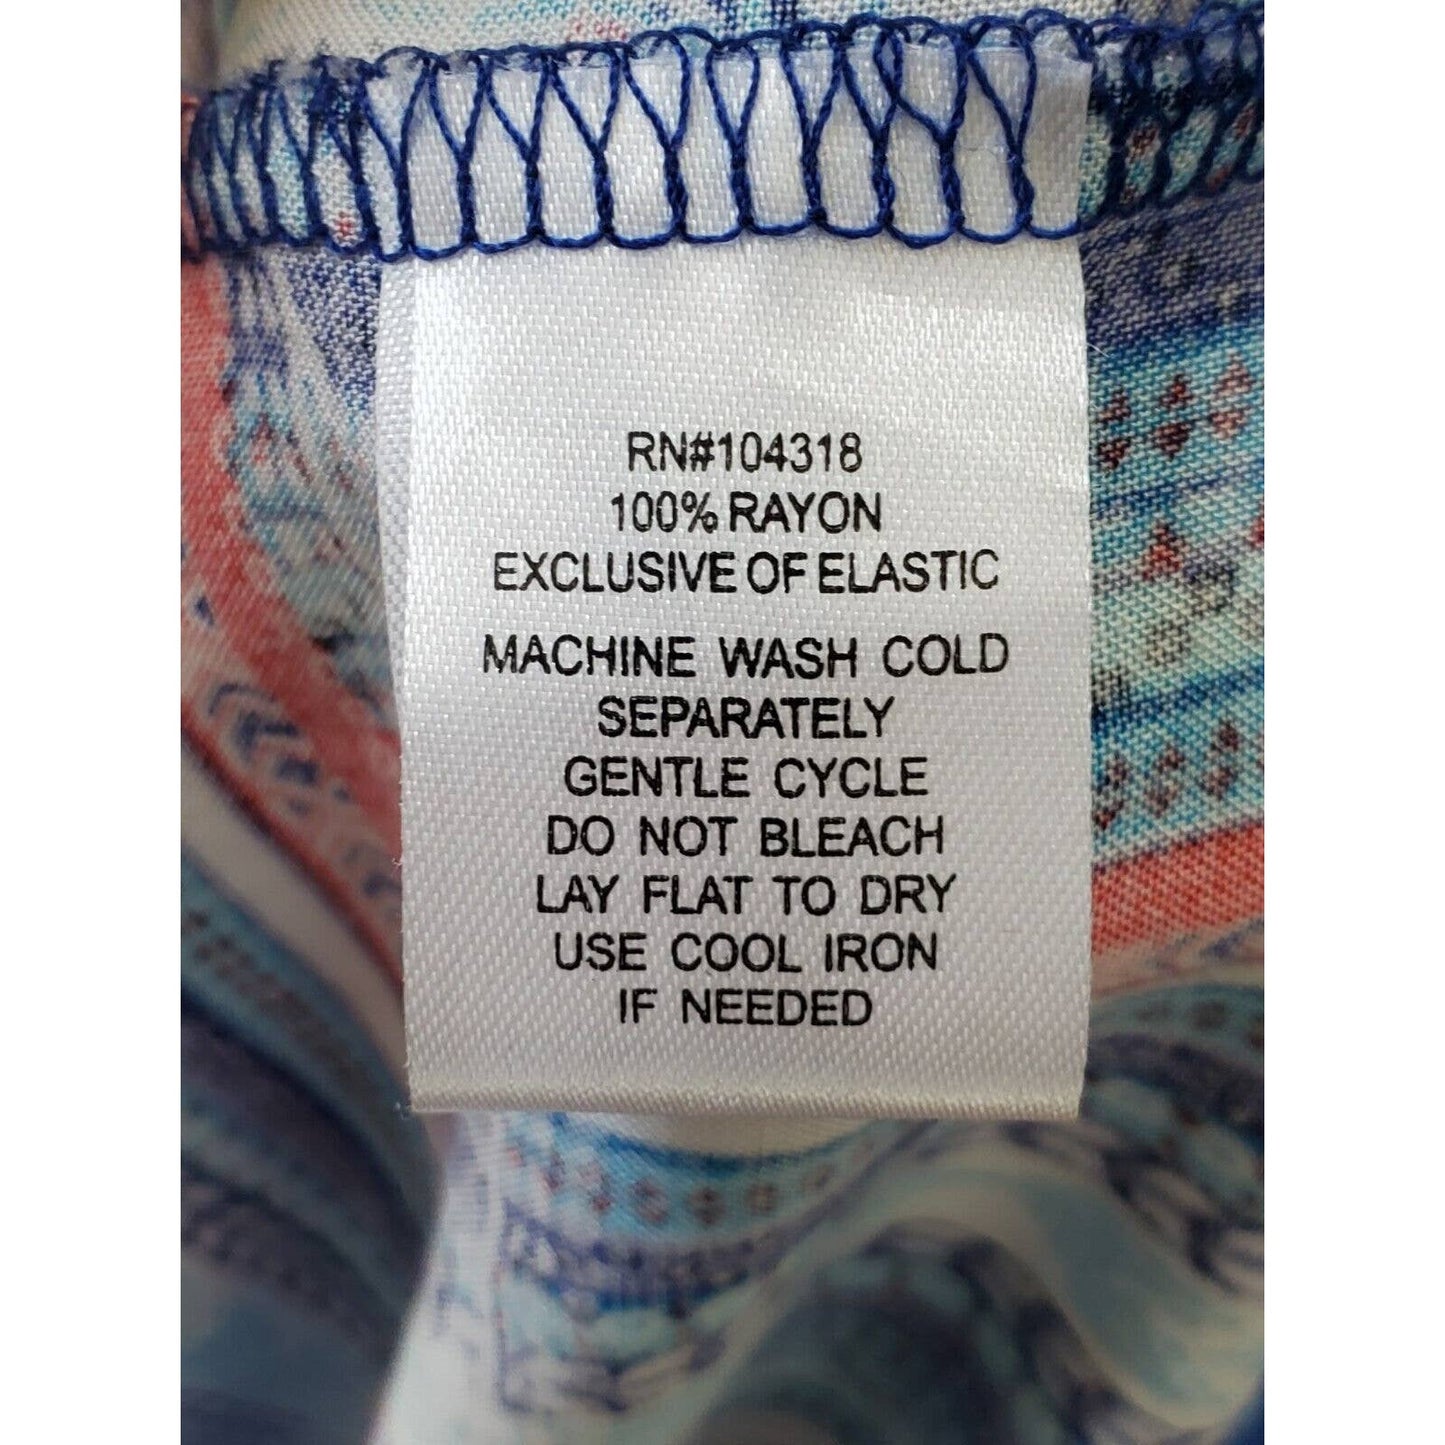 RN#104318
100% RAYON
EXCLUSIVE OF ELASTIC
MACHINE WASH COLD
SEPARATELY
GENTLE CYCLE
DO NOT BLEACH
LAY FLAT TO DRY
USE COOL IRON
IF NEEDED